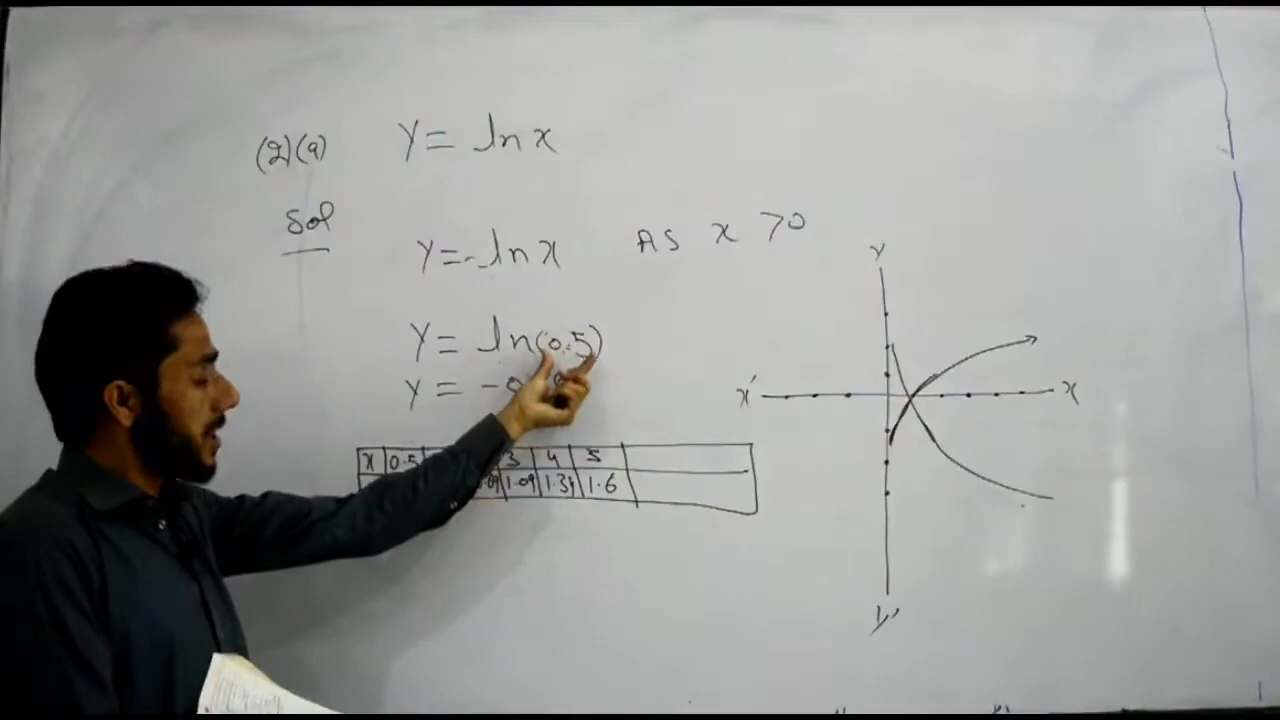 (2)(a) y = ln x
Sol
y = - ln x AS x > 0
y = ln(0.5)
y = -0.
x 0.5 3 4 5
1.09 1.34 1.6
y
x' x
y'